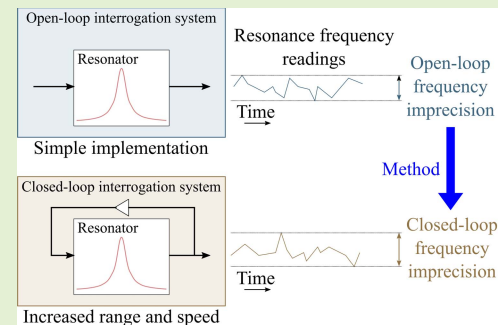 Open-loop interrogation system
Resonator
Simple implementation
Resonance frequency
readings
Time
Open-loop
frequency
imprecision
Method
Closed-loop interrogation system
Resonator
Increased range and speed
Time
Closed-loop
frequency
imprecision